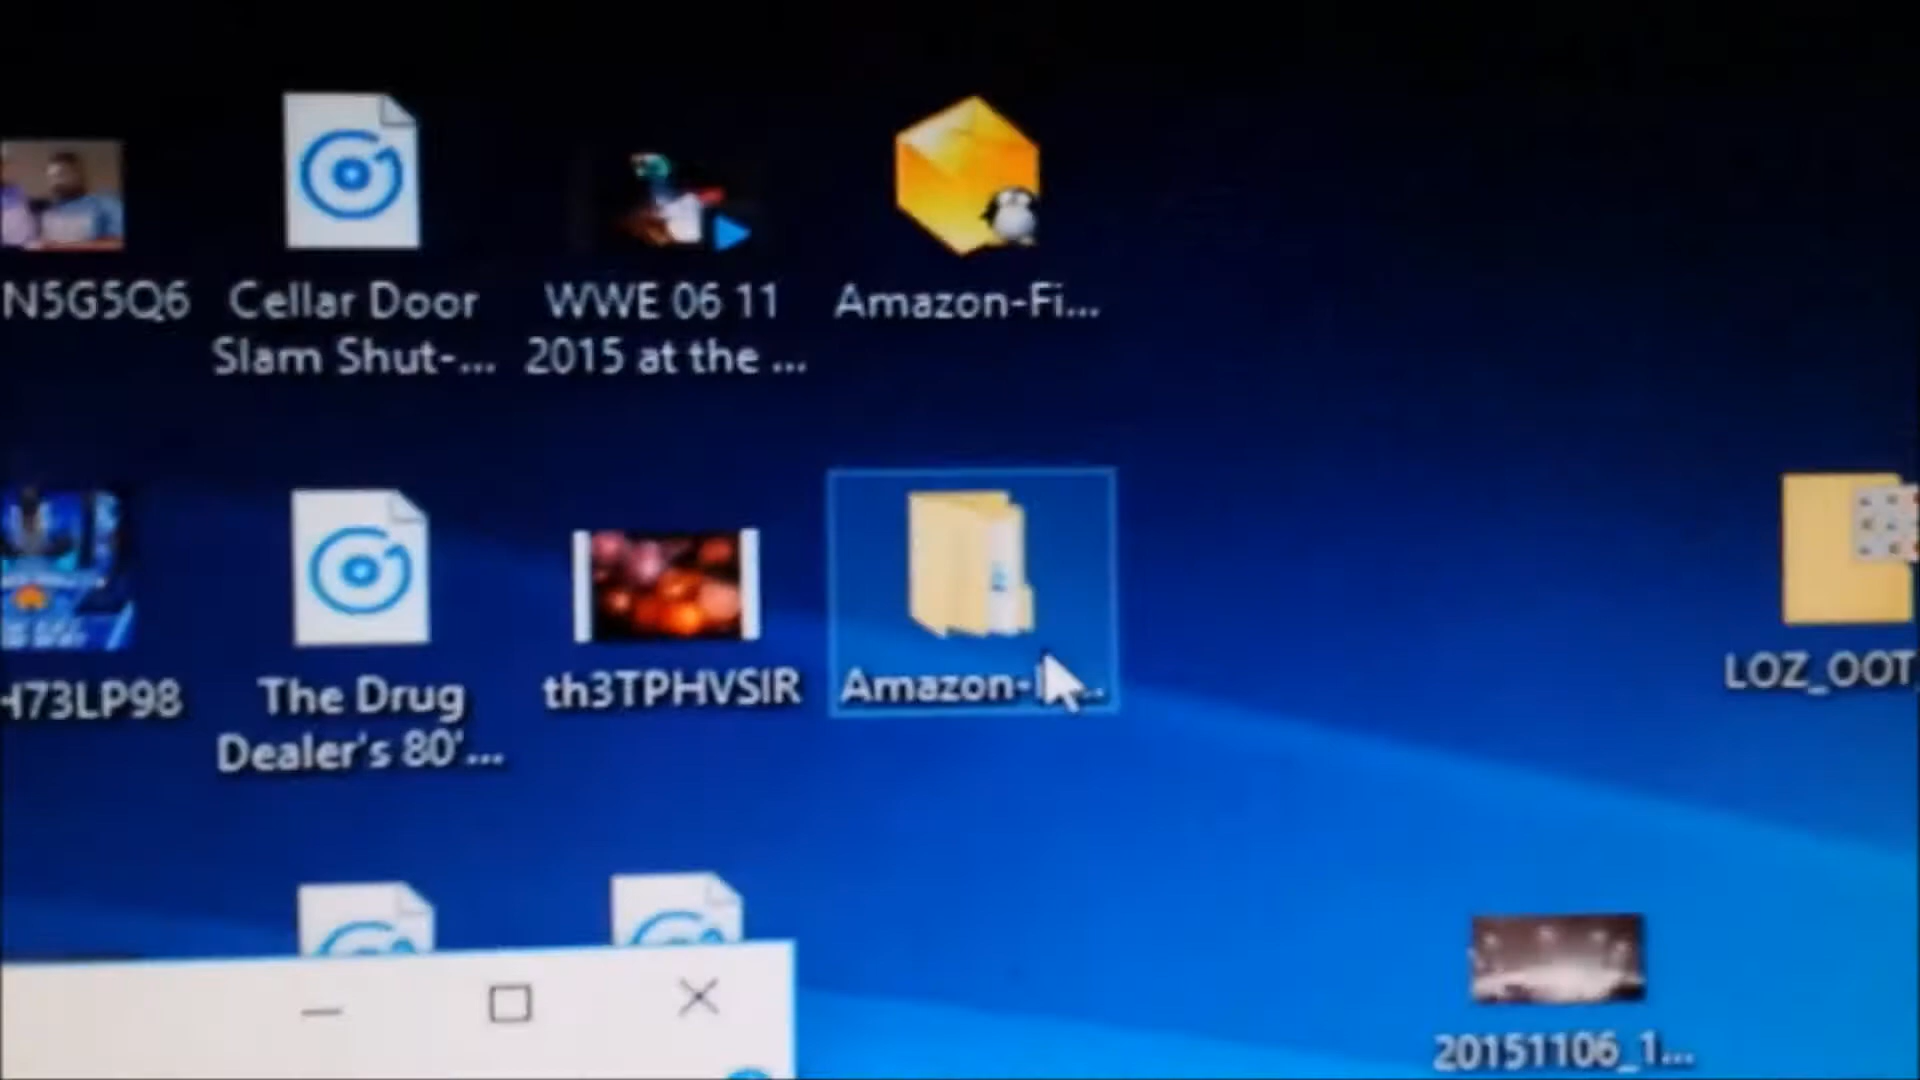 N5G5Q6
Cellar Door
Slam Shut-...
WWE 06 11
2015 at the ...
Amazon-Fi...
H73LP98
The Drug
Dealer's 80'...
th3TPHVSIR
Amazon-
LOZ_OOT
20151106_1...